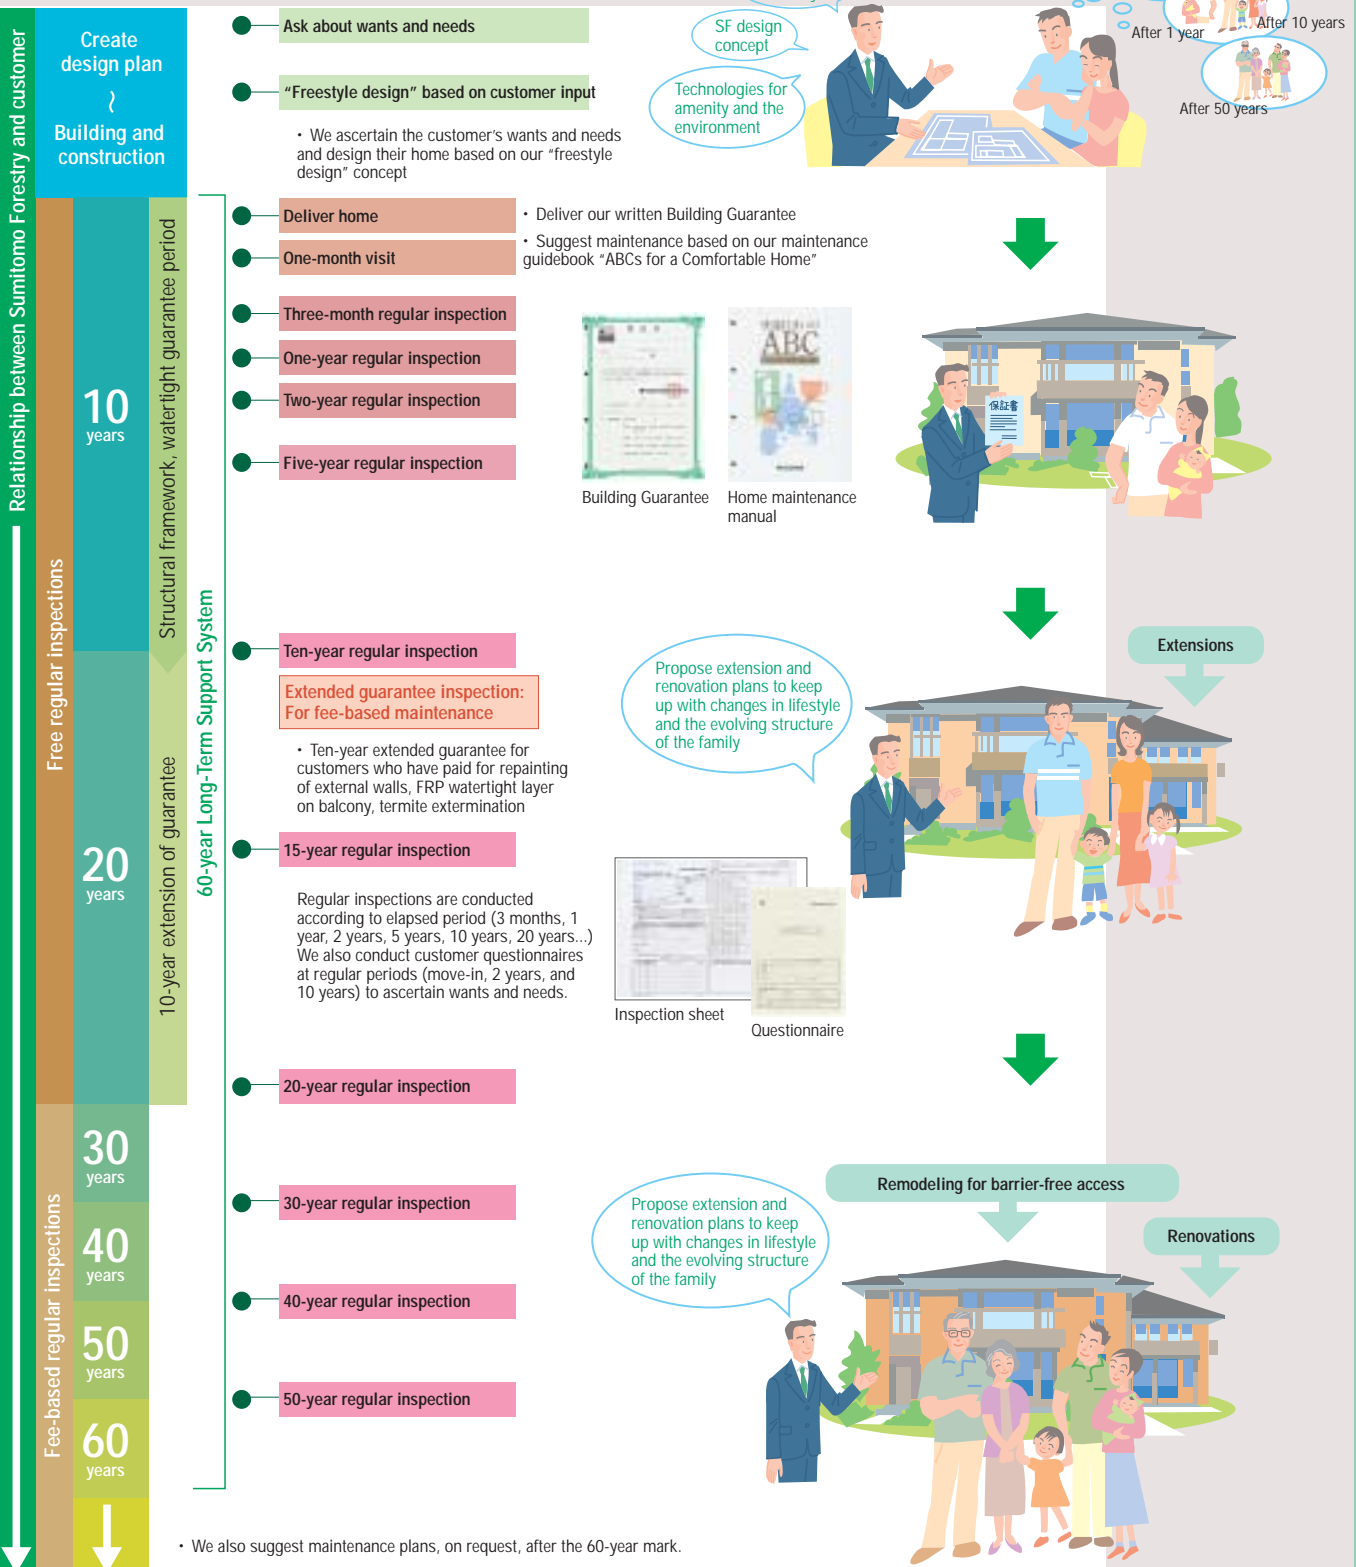 Relationship between Sumitomo Forestry and customer
Create
design plan
~
Building and
construction
Ask about wants and needs
“Freestyle design” based on customer input
・ We ascertain the customer’s wants and needs
and design their home based on our “freestyle
design” concept
SF design
concept
Technologies for
amenity and the
environment
After 1 year
After 10 years
After 50 years
Free regular inspections
10
years
Structural framework, watertight guarantee period
60-year Long-Term Support System
Deliver home
・ Deliver our written Building Guarantee
One-month visit
・ Suggest maintenance based on our maintenance
guidebook “ABCs for a Comfortable Home”
Three-month regular inspection
One-year regular inspection
Two-year regular inspection
Five-year regular inspection
ABC
Building Guarantee
Home maintenance
manual
保証書
20
years
10-year extension of guarantee
Ten-year regular inspection
Extended guarantee inspection:
For fee-based maintenance
・ Ten-year extended guarantee for
customers who have paid for repainting
of external walls, FRP watertight layer
on balcony, termite extermination
15-year regular inspection
Regular inspections are conducted
according to elapsed period (3 months, 1
year, 2 years, 5 years, 10 years, 20 years...)
We also conduct customer questionnaires
at regular periods (move-in, 2 years, and
10 years) to ascertain wants and needs.
Propose extension and
renovation plans to keep
up with changes in lifestyle
and the evolving structure
of the family
Extensions
Inspection sheet
Questionnaire
20-year regular inspection
Fee-based regular inspections
30
years
40
years
50
years
60
years
30-year regular inspection
40-year regular inspection
50-year regular inspection
Propose extension and
renovation plans to keep
up with changes in lifestyle
and the evolving structure
of the family
Remodeling for barrier-free access
Renovations
・ We also suggest maintenance plans, on request, after the 60-year mark.